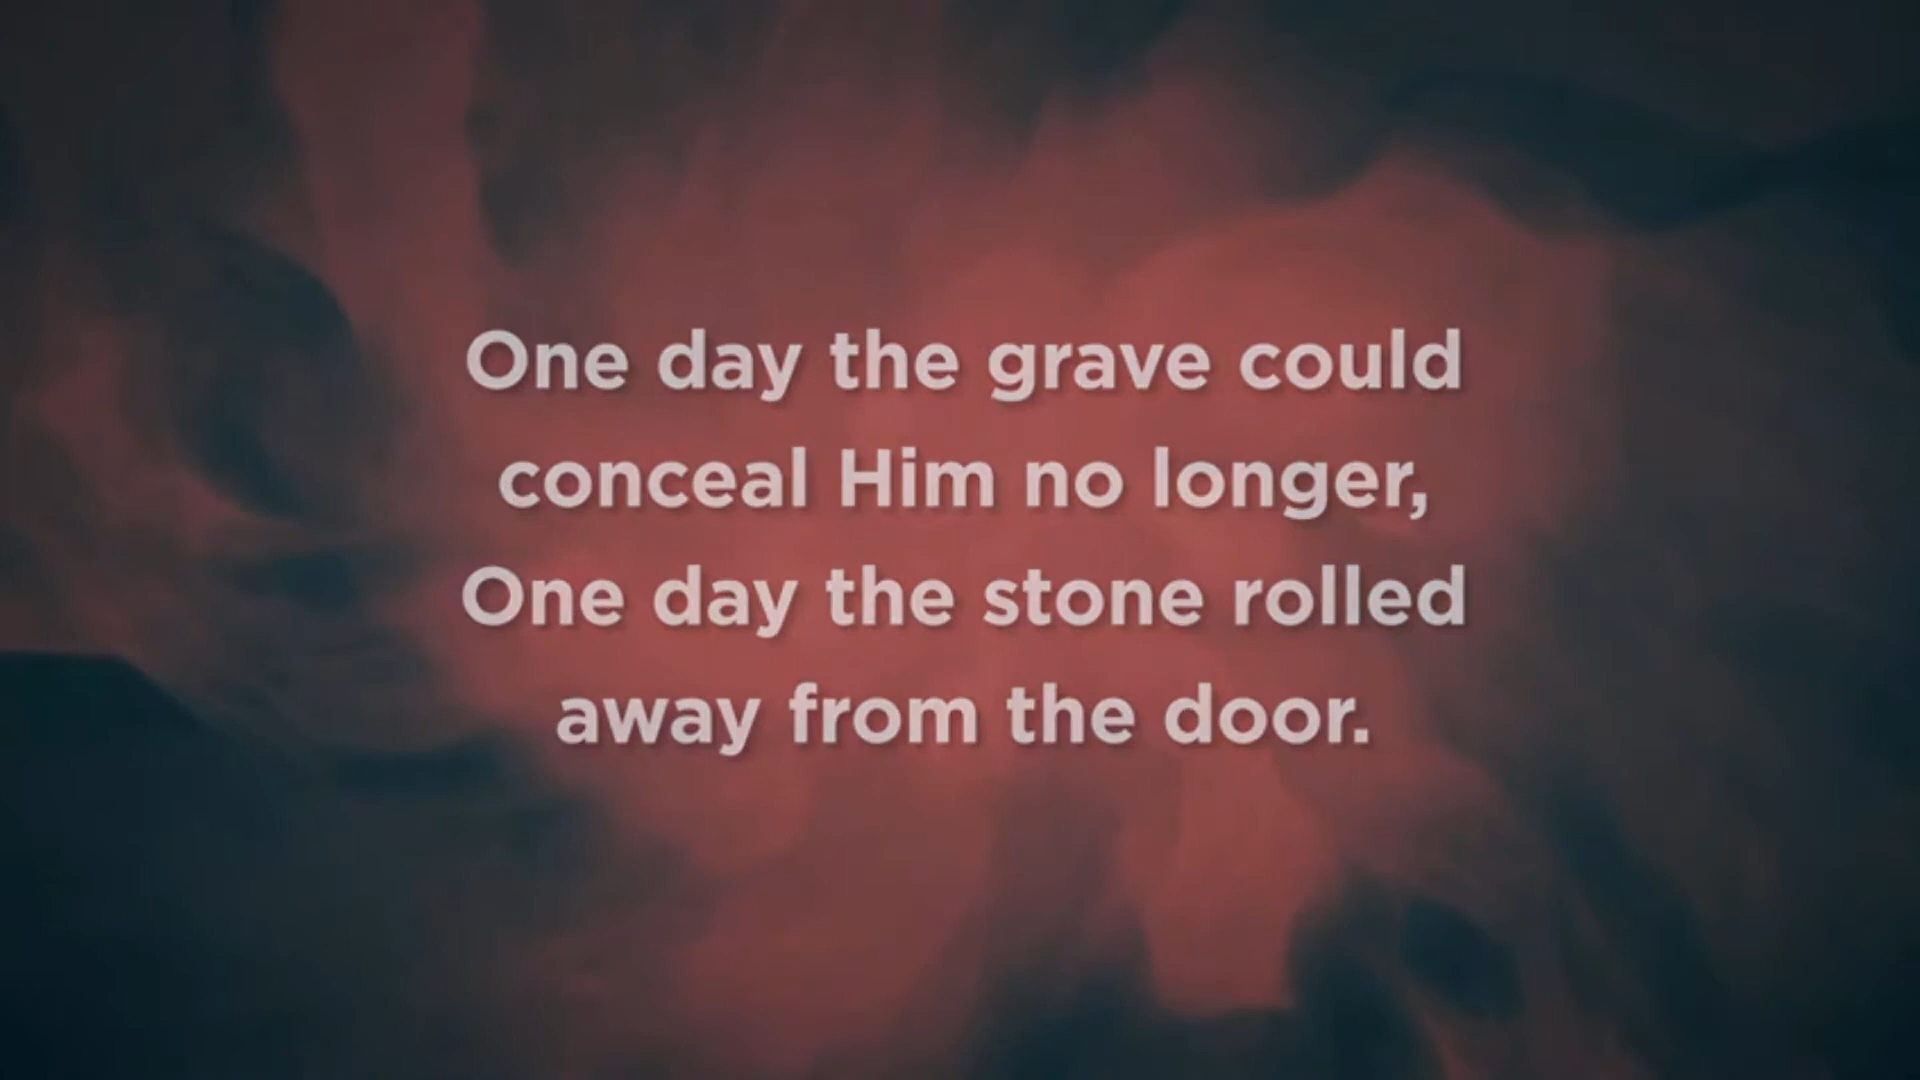 One day the grave could
conceal Him no longer,
One day the stone rolled
away from the door.